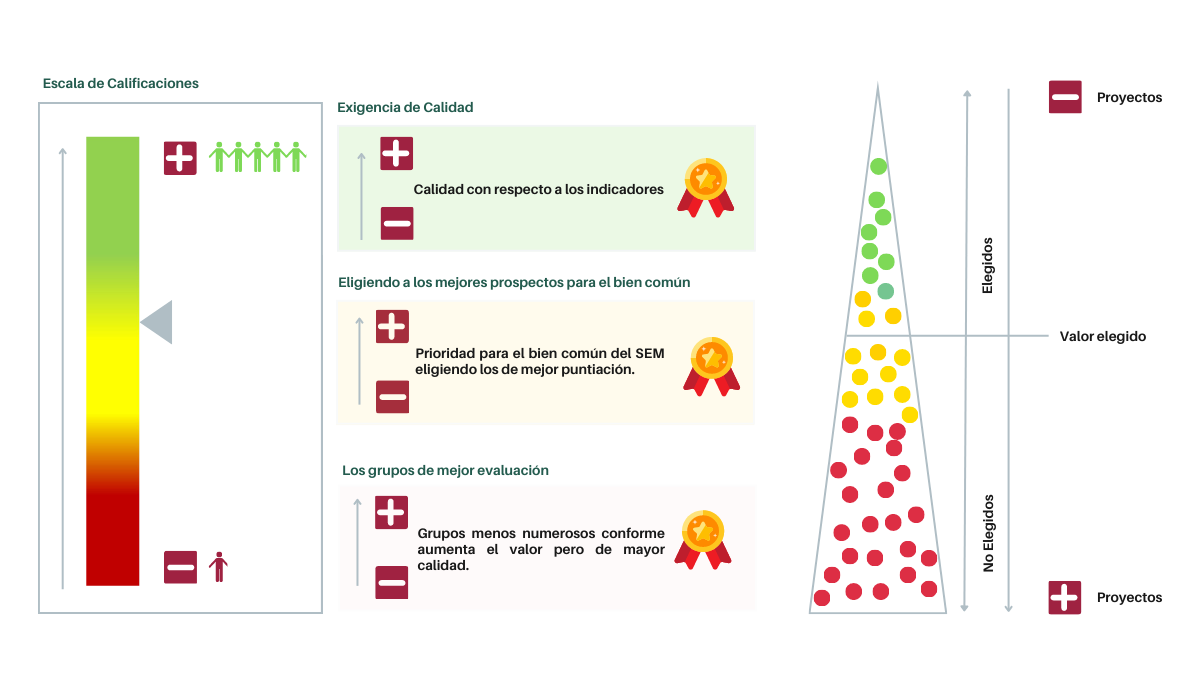 Escala de Calificaciones
Exigencia de Calidad
Calidad con respecto a los indicadores
Eligiendo a los mejores prospectos para el bien común
Prioridad para el bien común del SEM
eligiendo los de mejor puntiación.
Los grupos de mejor evaluación
Grupos menos numerosos conforme
aumenta el valor pero de mayor
calidad.
Proyectos
Elegidos
Valor elegido
No Elegidos
Proyectos